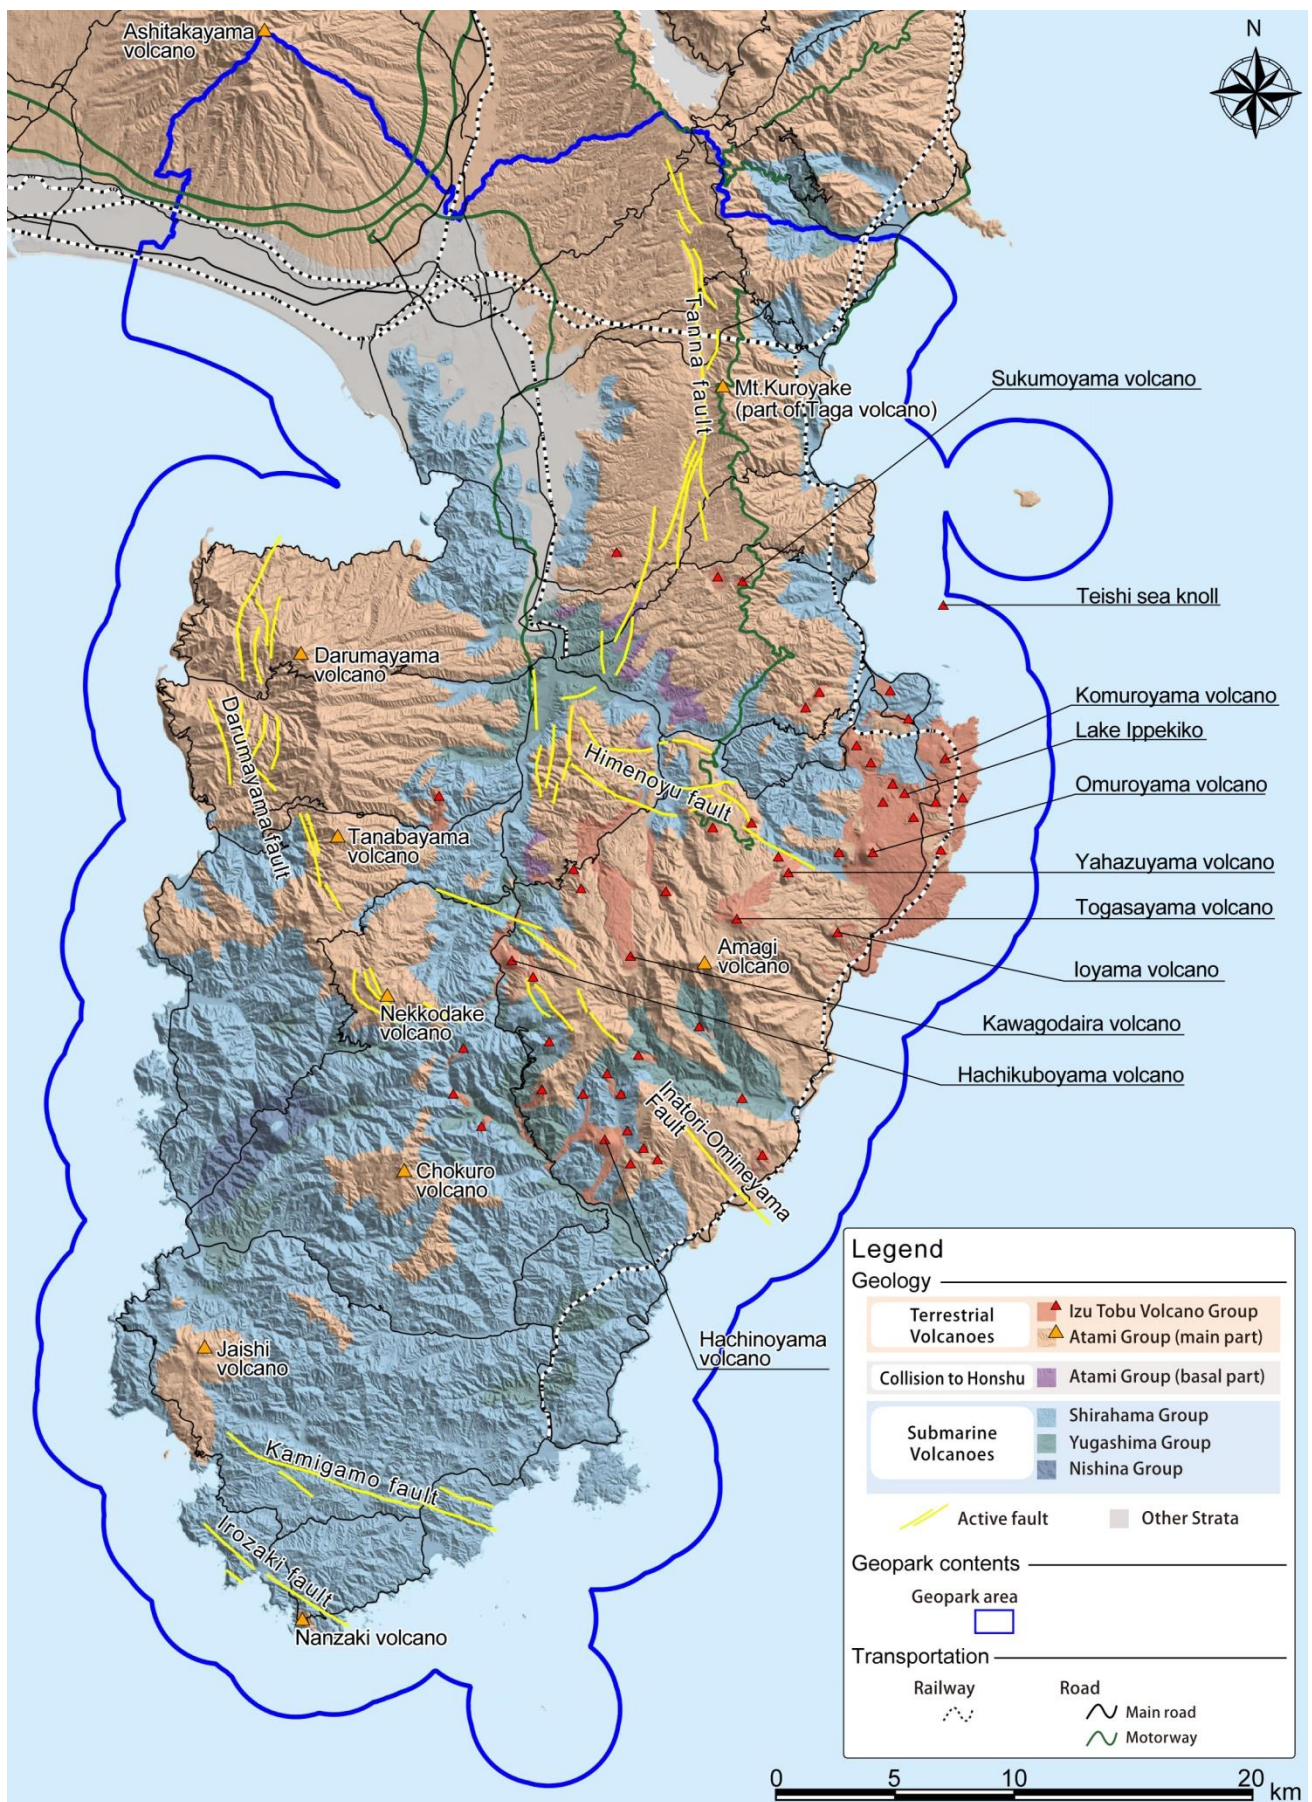 Ashitakayama
volcano
N
Tanna fault
Mt.Kuroyake
(part of Taga volcano)
Sukumoyama volcano
Teishi sea knoll
Darumayama
volcano
Komuroyama volcano
Lake Ippekiko
Darumayama fault
Himenoyu fault
Omuroyama volcano
Tanabayama
volcano
Yahazuyama volcano
Togasayama volcano
Amagi
volcano
Ioyama volcano
Nekkodake
volcano
Kawagodaira volcano
Hachikuboyama volcano
Inatori-Omineyama
Fault
Chokuro
volcano
Hachinoyama
volcano
Jaishi
volcano
Kamigamo fault
Irozaki fault
Nanzaki volcano
Legend
Geology
Terrestrial
Volcanoes
Izu Tobu Volcano Group
Atami Group (main part)
Collision to Honshu
Atami Group (basal part)
Submarine
Volcanoes
Shirahama Group
Yugashima Group
Nishina Group
Active fault
Other Strata
Geopark contents
Geopark area
Transportation
Railway
Road
Main road
Motorway
0 5 10 20 km